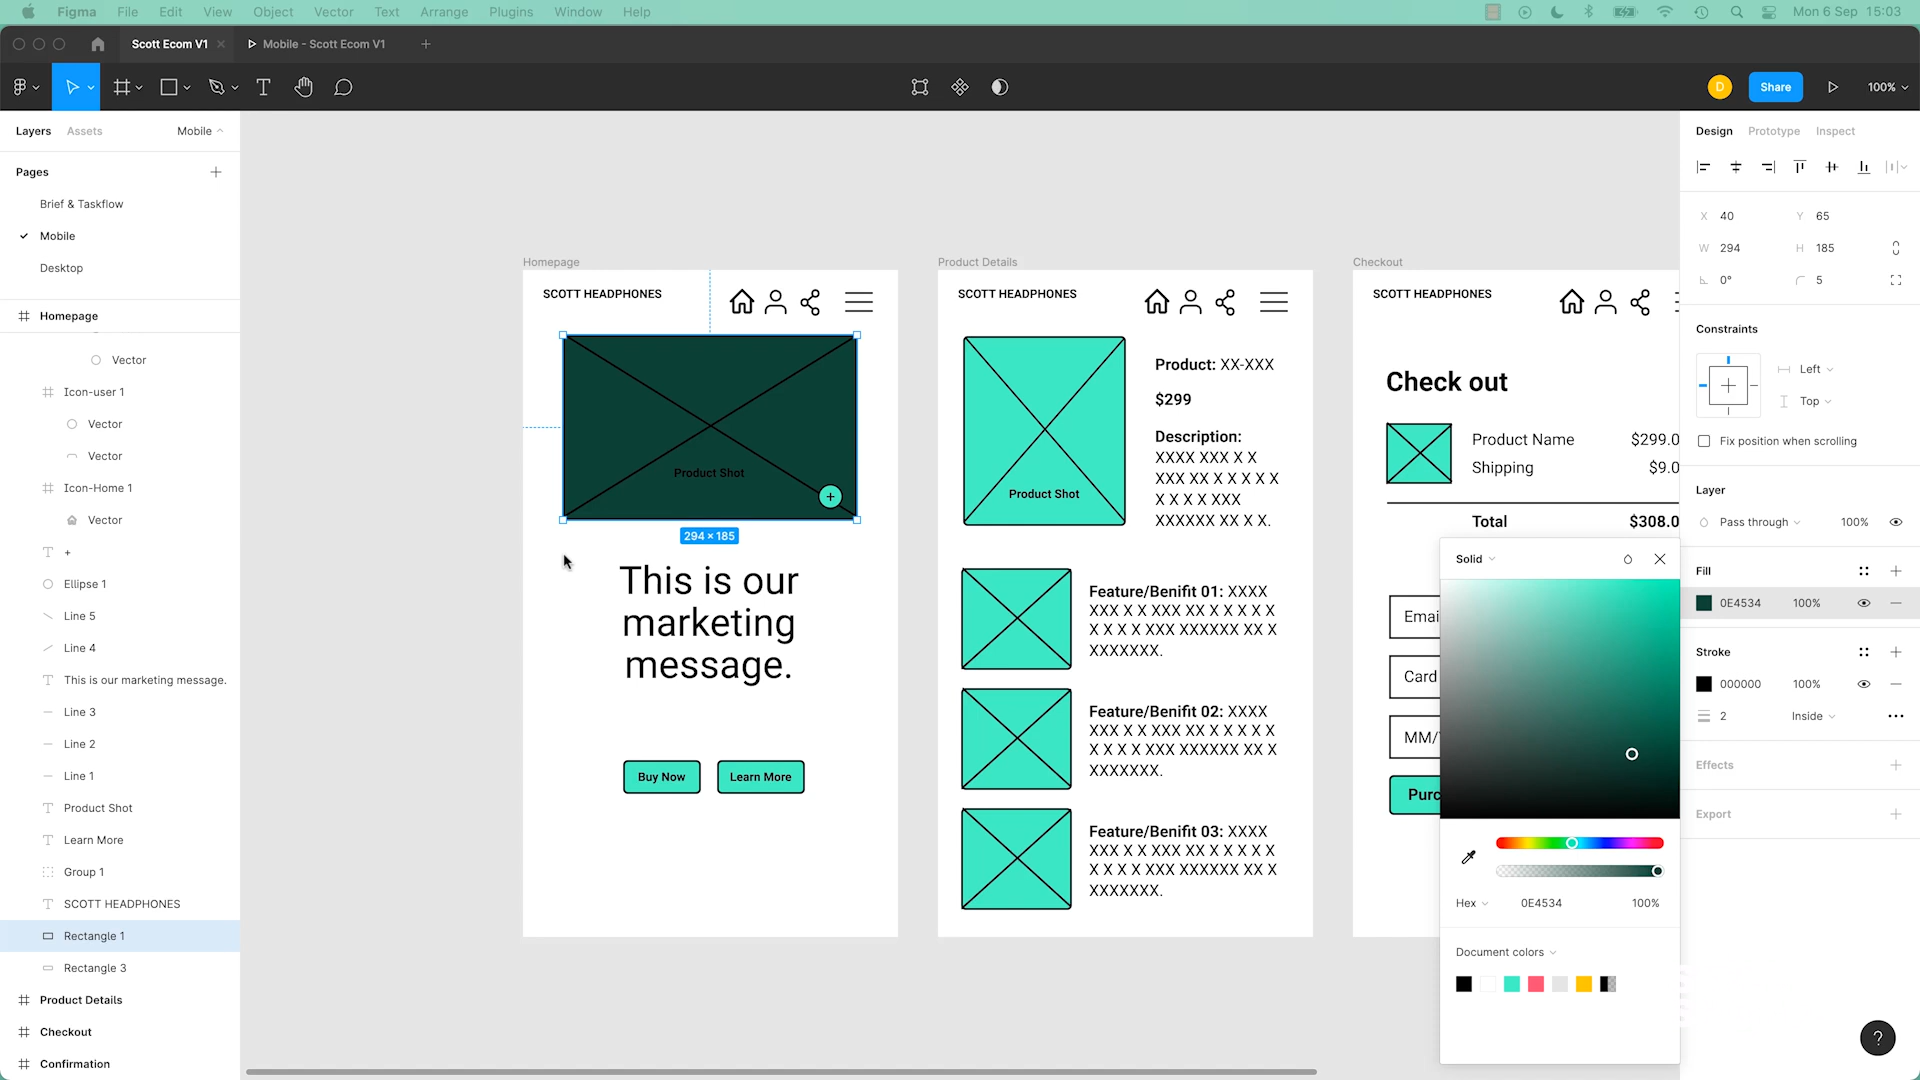 Figma File Edit View Object Vector Text Arrange Plugins Window Help
Mon 6 Sep 15:03
Scott Ecom V1
Mobile - Scott Ecom V1
D
Share
100%
Layers Assets Mobile
Pages
Brief & Taskflow
Mobile
Desktop
Homepage
Vector
Icon-user 1
Vector
Vector
Icon-Home 1
Vector
+
Ellipse 1
Line 5
Line 4
This is our marketing message.
Line 3
Line 2
Line 1
Product Shot
Learn More
Group 1
SCOTT HEADPHONES
Rectangle 1
Rectangle 3
Product Details
Checkout
Confirmation
Homepage
SCOTT HEADPHONES
Product Shot
+
294 × 185
This is our
marketing
message.
Buy Now
Learn More
Product Details
SCOTT HEADPHONES
Product Shot
Product: XX-XXX
$299
Description:
XXXX XXX X X
XXX XX X X X X X
X X X X XXX
XXXXXX XX X X.
Feature/Benifit 01: XXXX
XXX X X XXX XX X X X X X
X X X X XXX XXXXXX XX X
XXXXXXX.
Feature/Benifit 02: XXXX
XXX X X XXX XX X X X X X
X X X X XXX XXXXXX XX X
XXXXXXX.
Feature/Benifit 03: XXXX
XXX X X XXX XX X X X X X
X X X X XXX XXXXXX XX X
XXXXXXX.
Checkout
SCOTT HEADPHONES
Check out
Product Name $299.0
Shipping $9.0
Total $308.0
Email
Card
MM/
Purc
Solid
Hex 0E4534 100%
Document colors
Design Prototype Inspect
X 40 Y 65
W 294 H 185
0° 5
Constraints
Left
Top
Fix position when scrolling
Layer
Pass through 100%
Fill
0E4534 100%
Stroke
000000 100%
2 Inside
Effects
Export
?